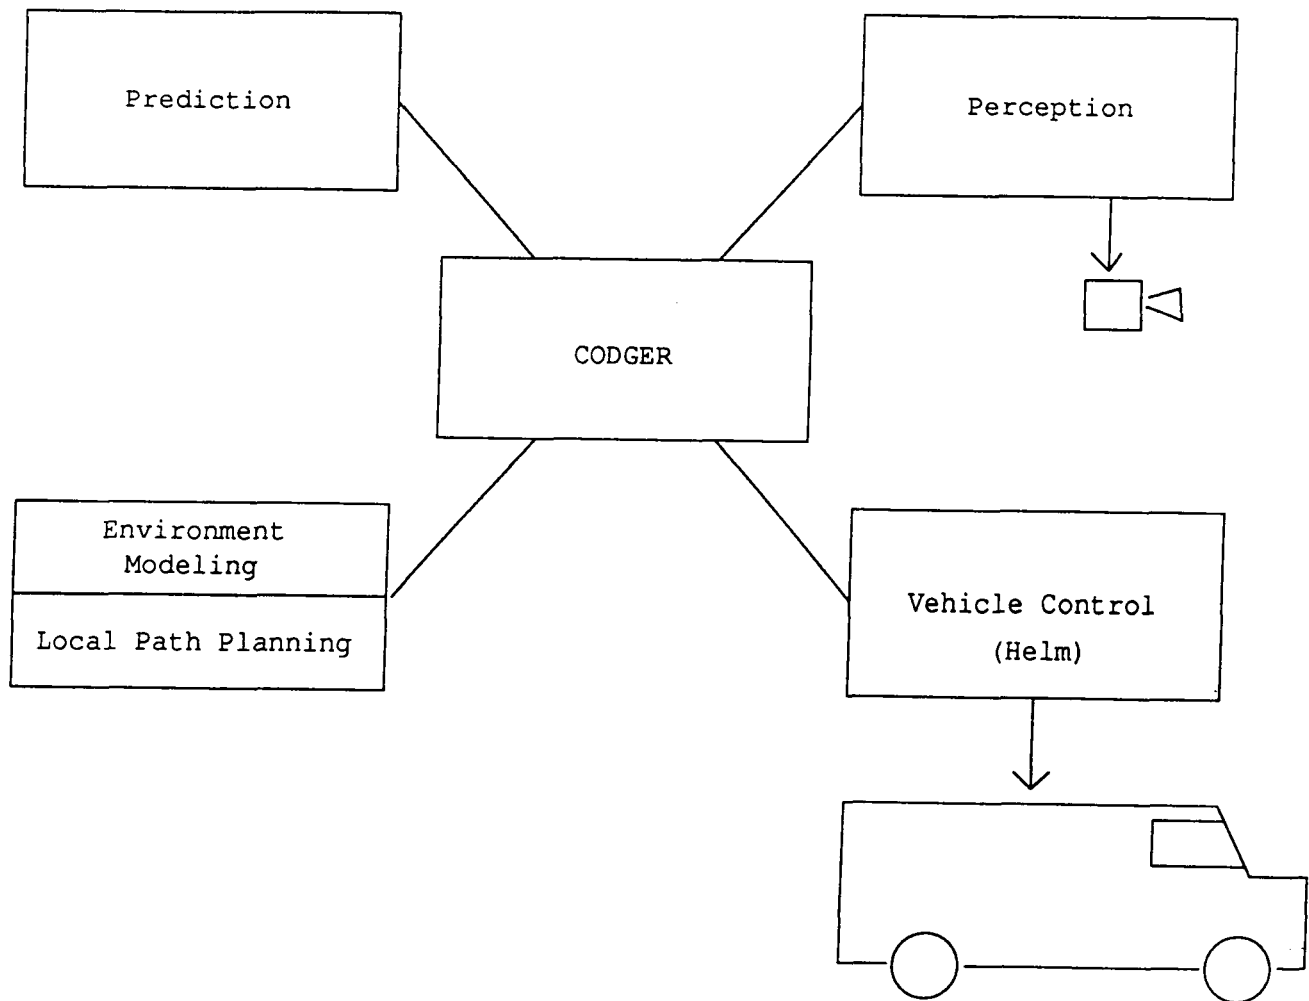 Prediction
Perception
CODGER
Environment
Modeling
Local Path Planning
Vehicle Control
(Helm)